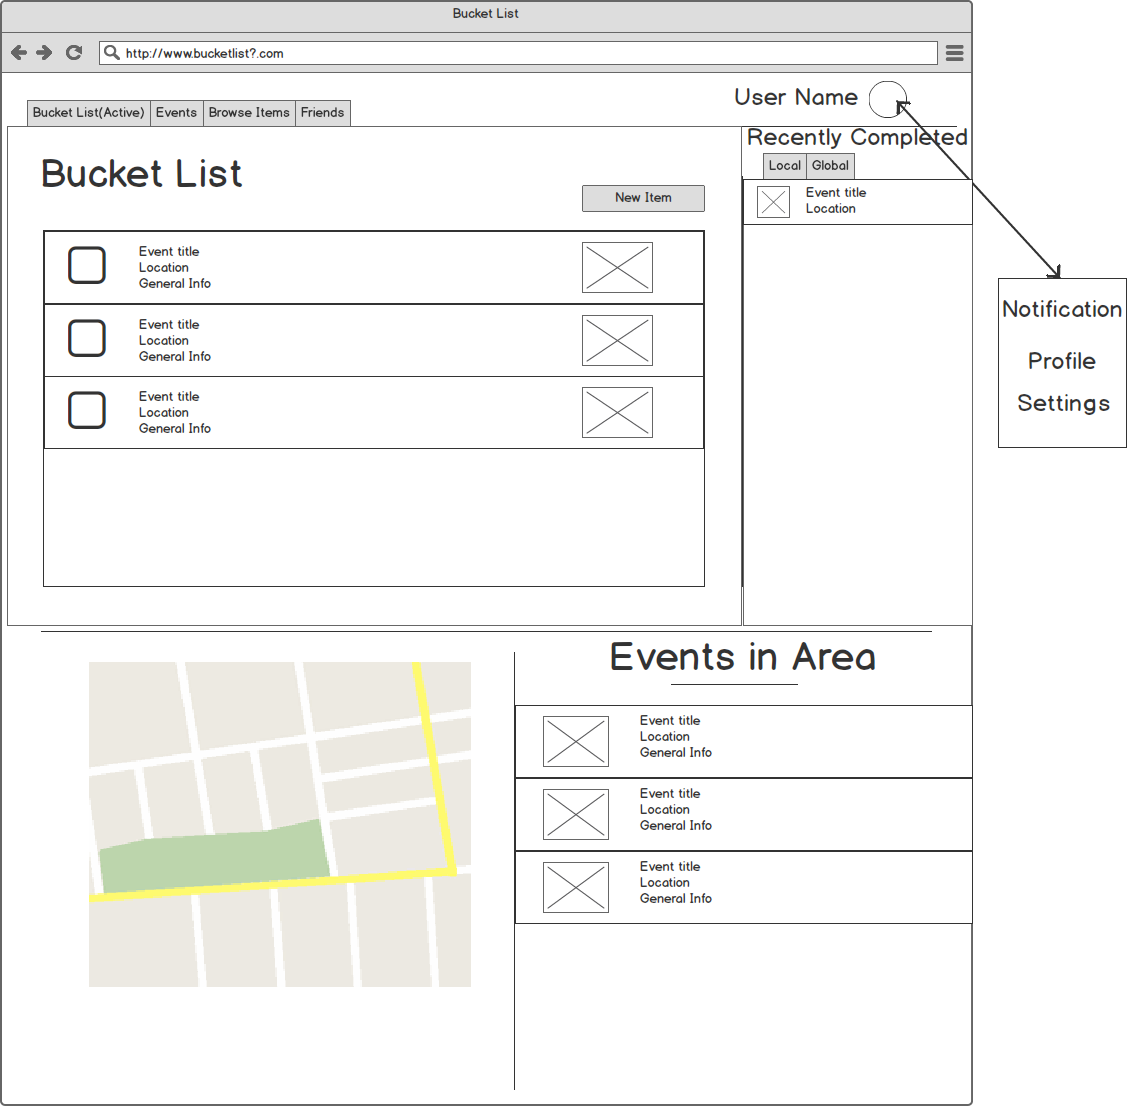 Bucket List
http://www.bucketlist?.com
User Name
Bucket List(Active) Events Browse Items Friends
Recently Completed
Local Global
Event title
Location
Bucket List
New Item
Event title
Location
General Info
Event title
Location
General Info
Event title
Location
General Info
Notification
Profile
Settings
Events in Area
Event title
Location
General Info
Event title
Location
General Info
Event title
Location
General Info